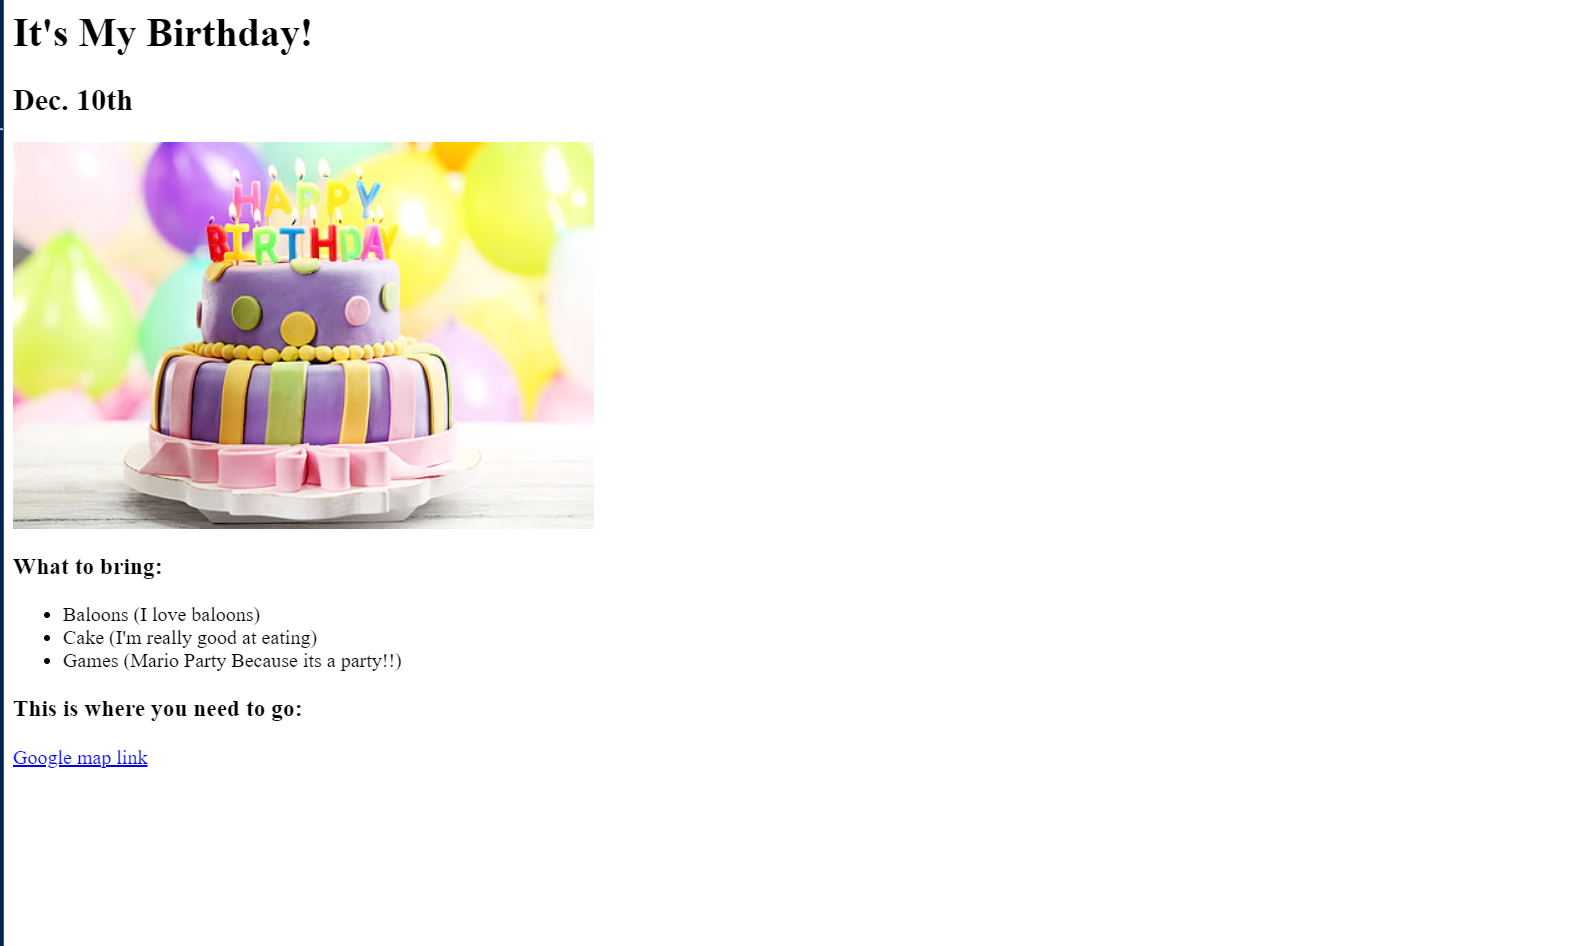 It's My Birthday!
Dec. 10th
HAPPY
BIRTHDAY
What to bring:
Baloons (I love baloons)
Cake (I'm really good at eating)
Games (Mario Party Because its a party!!)
This is where you need to go:
Google map link